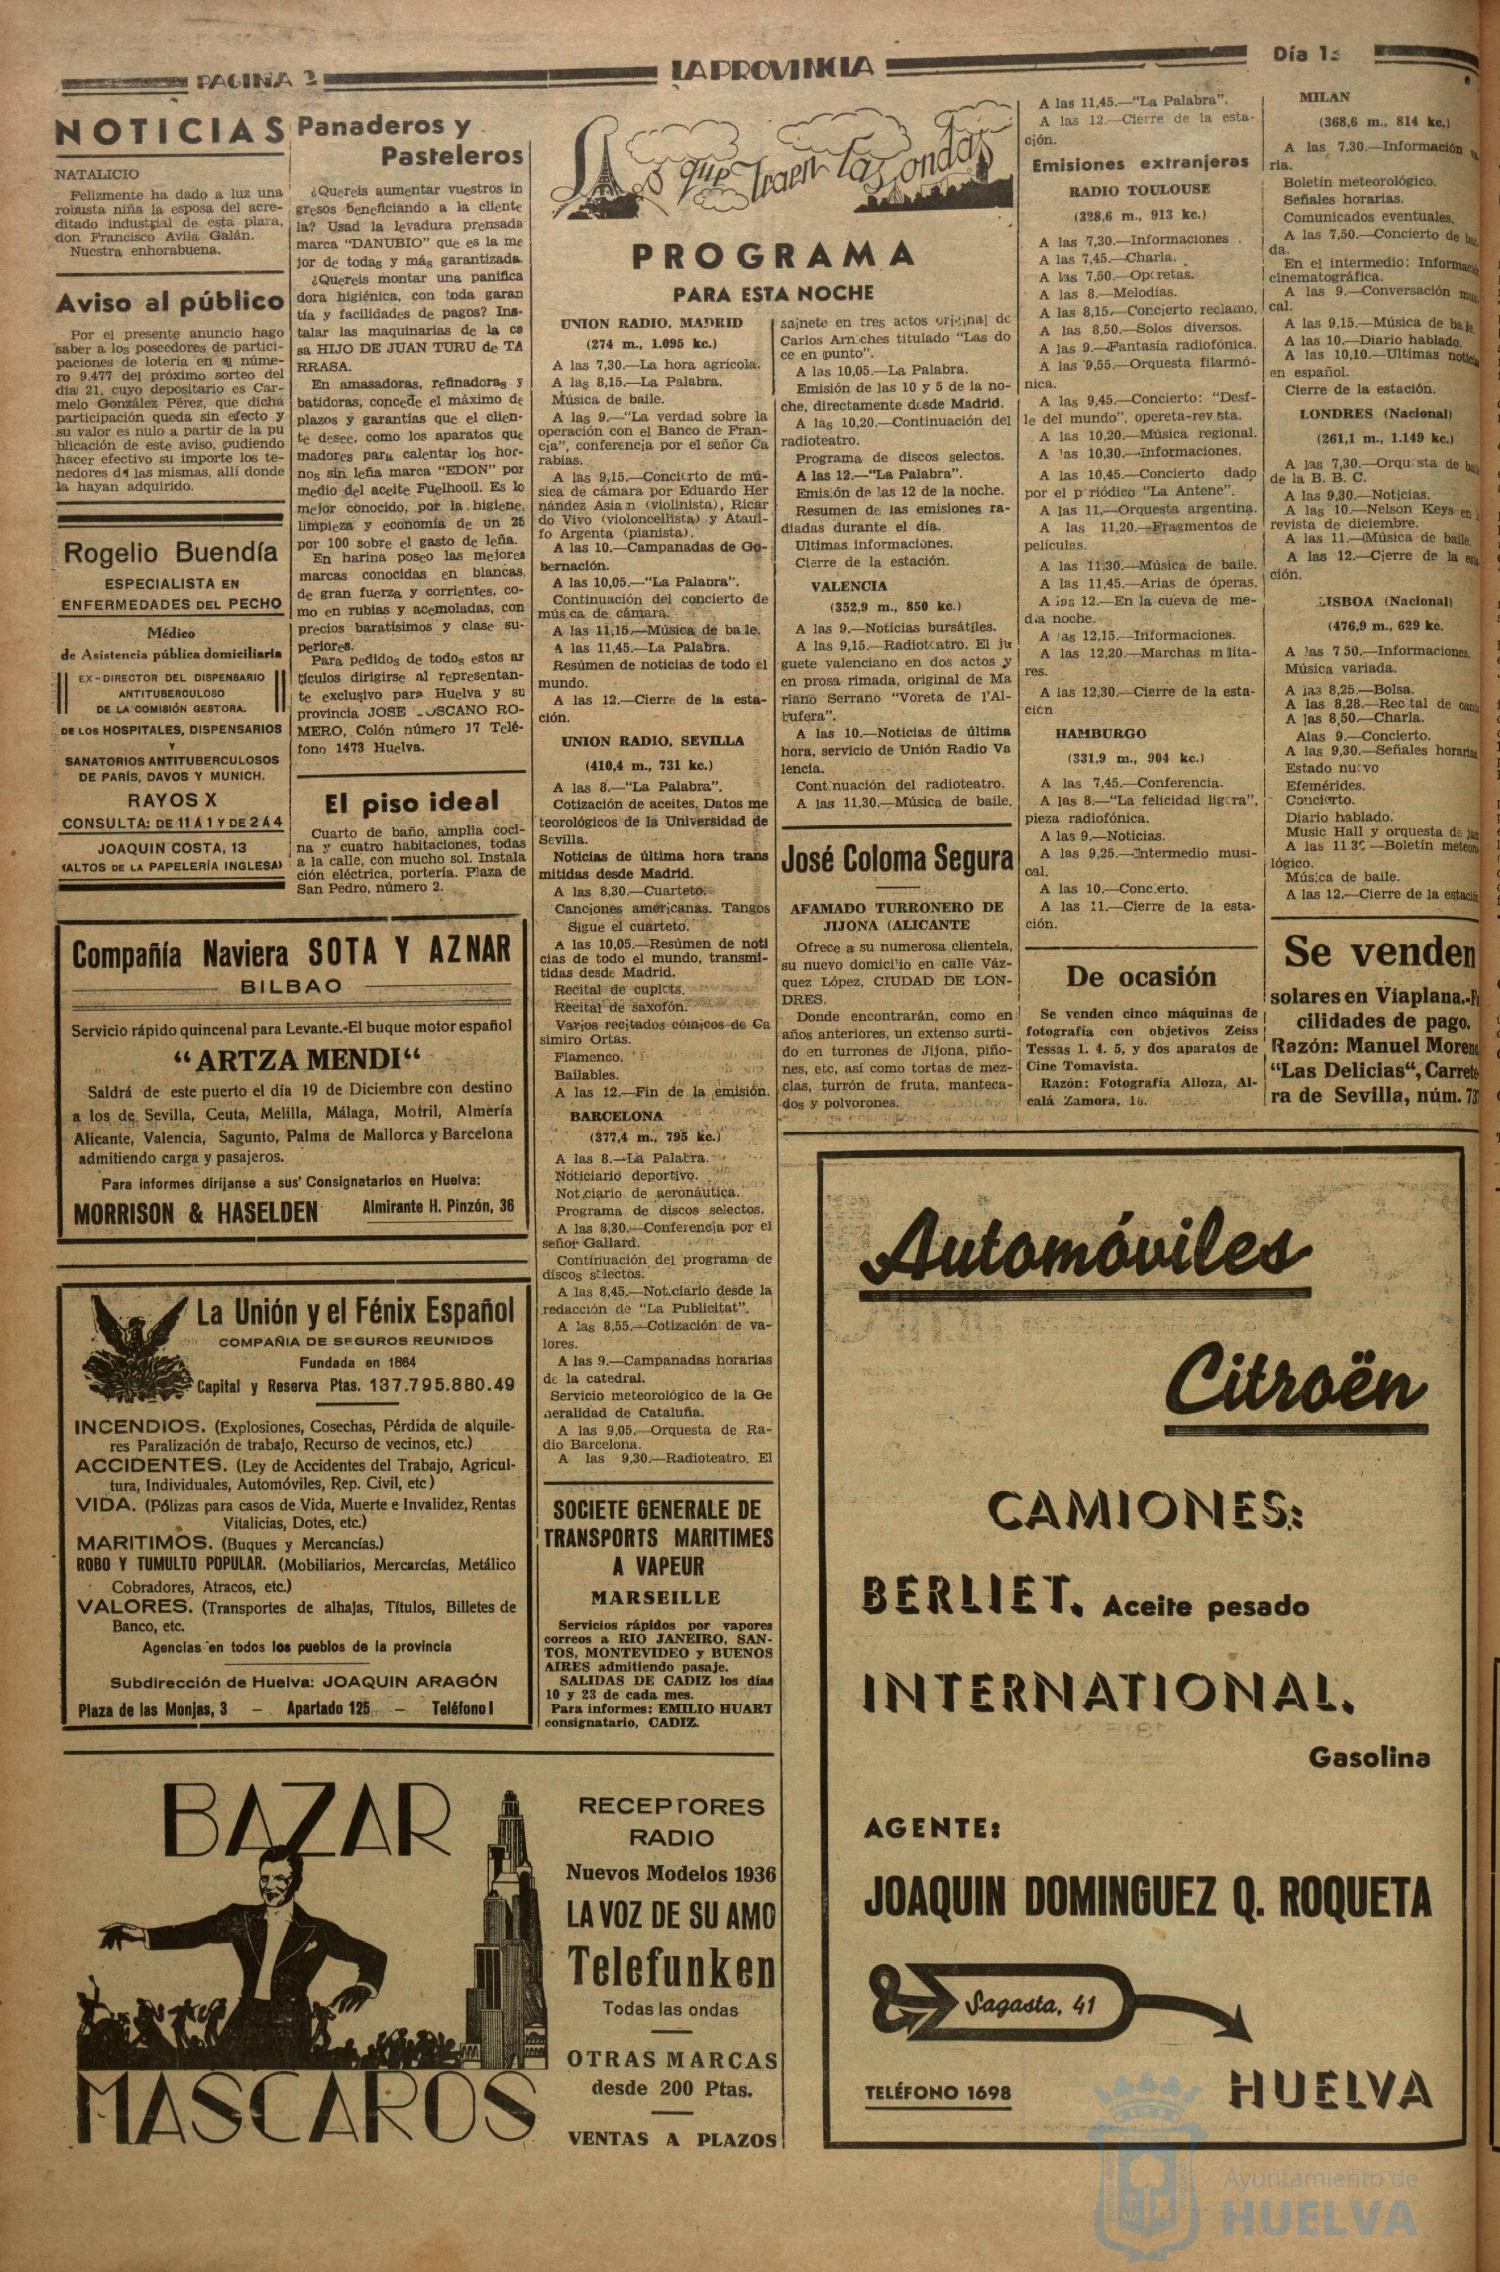 PAGINA 2
LA PROVINCIA
Día
NOTICIAS
NATALICIO
Felizmente ha dado a luz una
robusta niña la esposa del acre-
ditado industrial de esta plaza,
don Francisco Avila Galán.
Nuestra enhorabuena.
Aviso al público
Por el presente anuncio hago
saber a los poseedores de partici-
paciones de lotería en el núme-
ro 9.477 del próximo sorteo del
dia 21, cuyo depositario es Car-
melo González Pérez, que dicha
participación queda sin efecto y
su valor es nulo a partir de la pu
blicación de este aviso, pudiendo
hacer efectivo su importe los te-
nedores de las mismas, allí donde
la hayan adquirido.
Rogelio Buendía
ESPECIALISTA EN
ENFERMEDADES DEL PECHO
Médico
de Asistencia pública domiciliaria
EX-DIRECTOR DEL DISPENSARIO
ANTITUBERCULOSO
DE LA COMISIÓN GESTORA.
DE LOS HOSPITALES, DISPENSARIOS
Y
SANATORIOS ANTITUBERCULOSOS
DE PARÍS, DAVOS Y MUNICH.
RAYOS X
CONSULTA: DE 11 Á 1 Y DE 2 Á 4
JOAQUIN COSTA, 13
(ALTOS DE LA PAPELERÍA INGLESA)
Panaderos y
Pasteleros
¿Quereis aumentar vuestros in
gresos beneficiando a la cliente
la? Usad la levadura prensada
marca "DANUBIO" que es la me
jor de todas y más garantizada.
¿Quereis montar una panifica
dora higiénica, con toda garan
tía y facilidades de pagos? Ins-
talar las maquinarias de la ca
sa HIJO DE JUAN TURU de TA
RRASA.
En amasadoras, refinadoras y
batidoras, concede el máximo de
plazos y garantías que el clien-
te desee, como los aparatos que
madores para calentar los hor-
nos sin leña marca "EDON" por
medio del aceite Fuelhooil. Es lo
mejor conocido, por la higiene,
limpieza y economía de un 25
por 100 sobre el gasto de leña.
En harina poseo las mejores
marcas conocidas en blancas,
de gran fuerza y corrientes, co-
mo en rubias y acemoladas, con
precios baratísimos y clase su-
periores.
Para pedidos de todos estos ar
tículos dirigirse al representan-
te exclusivo para Huelva y su
provincia JOSE TOSCANO RO-
MERO, Colón número 17 Telé-
fono 1473 Huelva.
El piso ideal
Cuarto de baño, amplia coci-
na y cuatro habitaciones, todas
a la calle, con mucho sol. Instala
ción eléctrica, portería. Plaza de
San Pedro, número 2.
Compañía Naviera SOTA Y AZNAR
BILBAO
Servicio rápido quincenal para Levante.-El buque motor español
"ARTZA MENDI"
Saldrá de este puerto el día 19 de Diciembre con destino
a los de Sevilla, Ceuta, Melilla, Málaga, Motril, Almería
Alicante, Valencia, Sagunto, Palma de Mallorca y Barcelona
admitiendo carga y pasajeros.
Para informes diríjanse a sus' Consignatarios en Huelva:
MORRISON & HASELDEN Almirante H. Pinzón, 36
La Unión y el Fénix Español
COMPAÑIA DE SEGUROS REUNIDOS
Fundada en 1864
Capital y Reserva Ptas. 137.795.880.49
INCENDIOS. (Explosiones, Cosechas, Pérdida de alquile-
res Paralización de trabajo, Recurso de vecinos, etc.)
ACCIDENTES. (Ley de Accidentes del Trabajo, Agricul-
tura, Individuales, Automóviles, Rep. Civil, etc)
VIDA. (Pólizas para casos de Vida, Muerte e Invalidez, Rentas
Vitalicias, Dotes, etc.)
MARITIMOS. (Buques y Mercancías.)
ROBO Y TUMULTO POPULAR. (Mobiliarios, Mercarcías, Metálico
Cobradores, Atracos, etc.)
VALORES. (Transportes de alhajas, Títulos, Billetes de
Banco, etc.
Agencias en todos los pueblos de la provincia
Subdirección de Huelva: JOAQUIN ARAGÓN
Plaza de las Monjas, 3 — Apartado 125 — Teléfono 1
BAZAR
MASCAROS
RECEPTORES
RADIO
Nuevos Modelos 1936
LA VOZ DE SU AMO
Telefunken
Todas las ondas
OTRAS MARCAS
desde 200 Ptas.
VENTAS A PLAZOS
Lo que traen las ondas
PROGRAMA
PARA ESTA NOCHE
UNION RADIO, MADRID
(274 m., 1.095 kc.)
A las 7,30.—La hora agrícola.
A las 8,15.—La Palabra.
Música de baile.
A las 9.—"La verdad sobre la
operación con el Banco de Fran-
cia", conferencia por el señor Ca
rabias.
A las 9,15.—Concierto de mú-
sica de cámara por Eduardo Her
nández Asiain (violinista), Ricar
do Vivo (violoncellista) y Ataul-
fo Argenta (pianista).
A las 10.—Campanadas de Go-
bernación.
A las 10,05.—"La Palabra".
Continuación del concierto de
música de cámara.
A las 11,15.—Música de baile.
A las 11,45.—La Palabra.
Resúmen de noticias de todo el
mundo.
A las 12.—Cierre de la esta-
ción.
UNION RADIO, SEVILLA
(410,4 m., 731 kc.)
A las 8.—"La Palabra".
Cotización de aceites. Datos me
teorológicos de la Universidad de
Sevilla.
Noticias de última hora trans
mitidas desde Madrid.
A las 8,30.—Cuarteto.
Canciones americanas. Tangos
Sigue el cuarteto.
A las 10,05.—Resúmen de noti
cias de todo el mundo, transmi-
tidas desde Madrid.
Recital de cuplets.
Recital de saxofón.
Varios recitados cómicos de Ca
simiro Ortas.
Flamenco.
Bailables.
A las 12.—Fin de la emisión.
BARCELONA
(377,4 m., 795 kc.)
A las 8.—La Palabra.
Noticiario deportivo.
Noticiario de aeronáutica.
Programa de discos selectos.
A las 8,30.—Conferencia por el
señor Gallard.
Continuación del programa de
discos selectos.
A las 8,45.—Noticiario desde la
redacción de "La Publicitat".
A las 8,55.—Cotización de va-
lores.
A las 9.—Campanadas horarias
de la catedral.
Servicio meteorológico de la Ge
neralidad de Cataluña.
A las 9,05.—Orquesta de Ra-
dio Barcelona.
A las 9,30.—Radioteatro. El
SOCIETE GENERALE DE
TRANSPORTS MARITIMES
A VAPEUR
MARSEILLE
Servicios rápidos por vapores
correos a RIO JANEIRO, SAN-
TOS, MONTEVIDEO y BUENOS
AIRES admitiendo pasaje.
SALIDAS DE CADIZ los días
10 y 23 de cada mes.
Para informes: EMILIO HUART
consignatario, CADIZ.
sainete en tres actos original de
Carlos Arniches titulado "Las do
ce en punto".
A las 10,05.—La Palabra.
Emisión de las 10 y 5 de la no-
che, directamente desde Madrid.
A las 10,20.—Continuación del
radioteatro.
Programa de discos selectos.
A las 12.—"La Palabra".
Emisión de las 12 de la noche.
Resumen de las emisiones ra-
diadas durante el día.
Ultimas informaciones.
Cierre de la estación.
VALENCIA
(352,9 m., 850 kc.)
A las 9.—Noticias bursátiles.
A las 9,15.—Radioteatro. El ju
guete valenciano en dos actos y
en prosa rimada, original de Ma
riano Serrano "Voreta de l'Al-
bufera".
A las 10.—Noticias de última
hora, servicio de Unión Radio Va
lencia.
Continuación del radioteatro.
A las 11,30.—Música de baile.
José Coloma Segura
AFAMADO TURRONERO DE
JIJONA (ALICANTE
Ofrece a su numerosa clientela,
su nuevo domicilio en calle Váz-
quez López, CIUDAD DE LON-
DRES.
Donde encontrarán, como en
años anteriores, un extenso surti-
do en turrones de Jijona, piño-
nes, etc, así como tortas de mez-
clas, turrón de fruta, manteca-
dos y polvorones.
A las 11,45.—"La Palabra".
A las 12.—Cierre de la esta-
ción.
Emisiones extranjeras
RADIO TOULOUSE
(328,6 m., 913 kc.)
A las 7,30.—Informaciones.
A las 7,45.—Charla.
A las 7,50.—Operetas.
A las 8.—Melodías.
A las 8,15.—Concierto reclamo.
A las 8,50.—Solos diversos.
A las 9.—Fantasía radiofónica.
A las 9,55.—Orquesta filarmó-
nica.
A las 9,45.—Concierto: "Desf-
le del mundo", opereta-revista.
A las 10,20.—Música regional.
A las 10,30.—Informaciones.
A las 10,45.—Concierto dado
por el periódico "La Antene".
A las 11.—Orquesta argentina.
A las 11,20.—Fragmentos de
películas.
A las 11,30.—Música de baile.
A las 11,45.—Arias de óperas.
A las 12.—En la cueva de me-
dia noche.
A las 12,15.—Informaciones.
A las 12,20.—Marchas milita-
res.
A las 12,30.—Cierre de la esta-
ción
HAMBURGO
(331,9 m., 904 kc.)
A las 7,45.—Conferencia.
A las 8.—"La felicidad ligera",
pieza radiofónica.
A las 9.—Noticias.
A las 9,25.—Intermedio musi-
cal.
A las 10.—Concierto.
A las 11.—Cierre de la esta-
ción.
De ocasión
Se venden cinco máquinas de
fotografía con objetivos Zeiss
Tessas 1. 4. 5, y dos aparatos de
Cine Tomavista.
Razón: Fotografía Alloza, Al-
calá Zamora, 16.
MILAN
(368,6 m., 814 kc.)
A las 7,30.—Información va-
ria.
Boletín meteorológico.
Señales horarias.
Comunicados eventuales.
A las 7,50.—Concierto de ban-
da.
En el intermedio: Información
cinematográfica.
A las 9.—Conversación musi-
cal.
A las 9,15.—Música de baile.
A las 10.—Diario hablado.
A las 10,10.—Ultimas noticias
en español.
Cierre de la estación.
LONDRES (Nacional)
(261,1 m., 1.149 kc.)
A las 7,30.—Orquesta de baile
de la B. B. C.
A las 9,30.—Noticias.
A las 10.—Nelson Keys en la
revista de diciembre.
A las 11.—Música de baile.
A las 12.—Cierre de la esta-
ción.
LISBOA (Nacional)
(476,9 m., 629 kc.
A las 7 50.—Informaciones.
Música variada.
A las 8,25.—Bolsa.
A las 8,28.—Recital de canto
A las 8,50.—Charla.
Alas 9.—Concierto.
A las 9,30.—Señales horarias
Estado nuevo
Efemérides.
Concierto.
Diario hablado.
Music Hall y orquesta de jazz
A las 11 30 —Boletín meteoro-
lógico.
Música de baile.
A las 12.—Cierre de la estación
Se venden
solares en Viaplana.-Fa
cilidades de pago.
Razón: Manuel Moreno
"Las Delicias", Carrete-
ra de Sevilla, núm. 73
Automóviles
Citroën
CAMIONES:
BERLIET. Aceite pesado
INTERNATIONAL.
Gasolina
AGENTE:
JOAQUIN DOMINGUEZ Q. ROQUETA
Sagasta, 41
TELÉFONO 1698
HUELVA
Ayuntamiento de
HUELVA